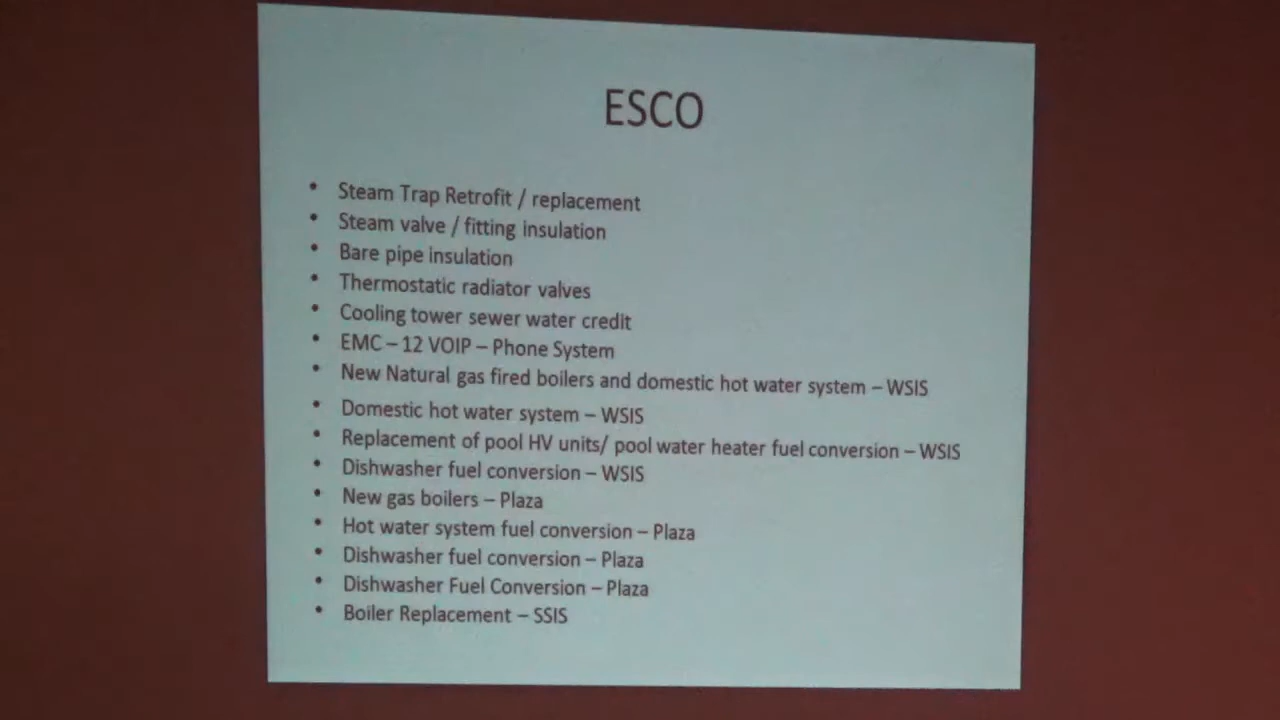 ESCO
• Steam Trap Retrofit / replacement
• Steam valve / fitting insulation
• Bare pipe insulation
• Thermostatic radiator valves
• Cooling tower sewer water credit
• EMC – 12 VOIP – Phone System
• New Natural gas fired boilers and domestic hot water system – WSIS
• Domestic hot water system – WSIS
• Replacement of pool HV units/ pool water heater fuel conversion – WSIS
• Dishwasher fuel conversion – WSIS
• New gas boilers – Plaza
• Hot water system fuel conversion – Plaza
• Dishwasher fuel conversion – Plaza
• Dishwasher Fuel Conversion – Plaza
• Boiler Replacement – SSIS